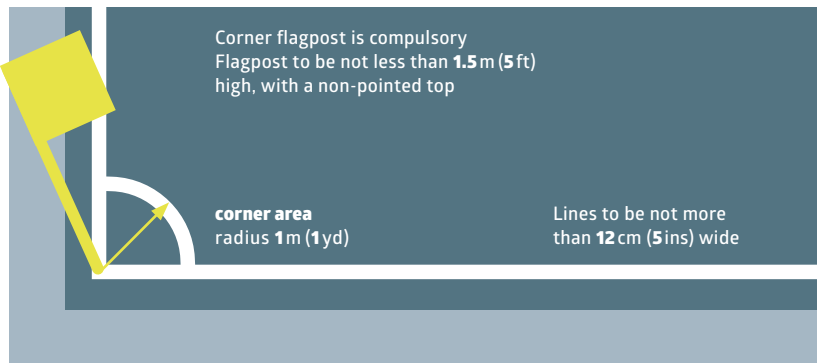 Corner flagpost is compulsory
Flagpost to be not less than 1.5 m (5 ft)
high, with a non-pointed top
corner area
radius 1 m (1 yd)
Lines to be not more
than 12 cm (5 ins) wide